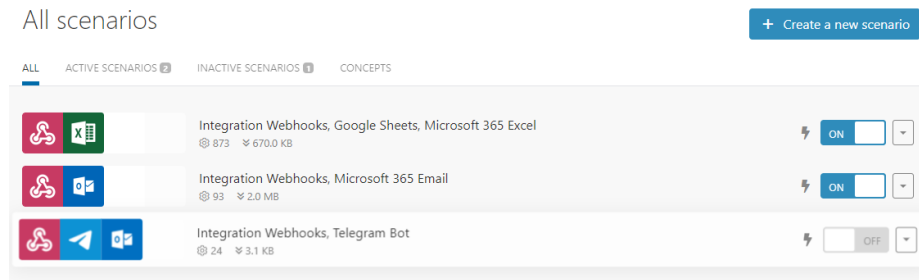 All scenarios
+ Create a new scenario
ALL ACTIVE SCENARIOS 2 INACTIVE SCENARIOS 1 CONCEPTS
Integration Webhooks, Google Sheets, Microsoft 365 Excel
873 670.0 KB
ON
Integration Webhooks, Microsoft 365 Email
93 2.0 MB
ON
Integration Webhooks, Telegram Bot
24 3.1 KB
OFF